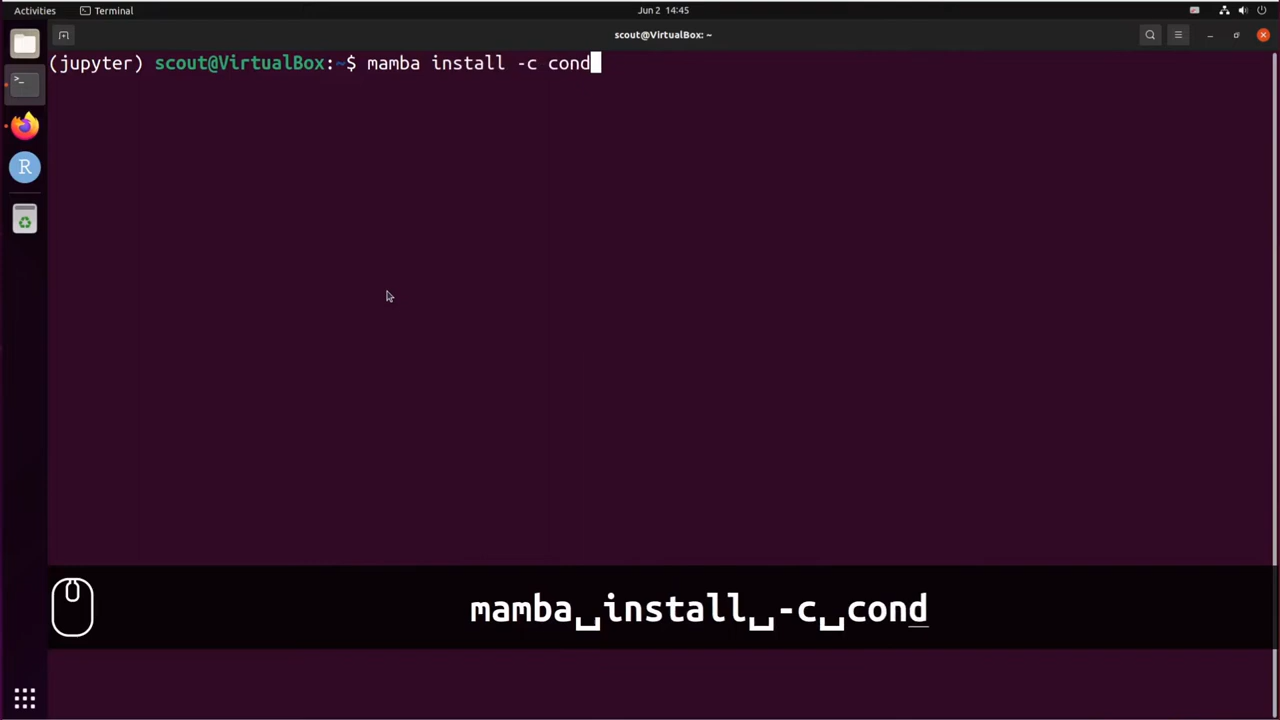 Activities Terminal Jun 2 14:45
scout@VirtualBox: ~
(jupyter) scout@VirtualBox:~$ mamba install -c cond
R
mamba␣install␣-c␣cond